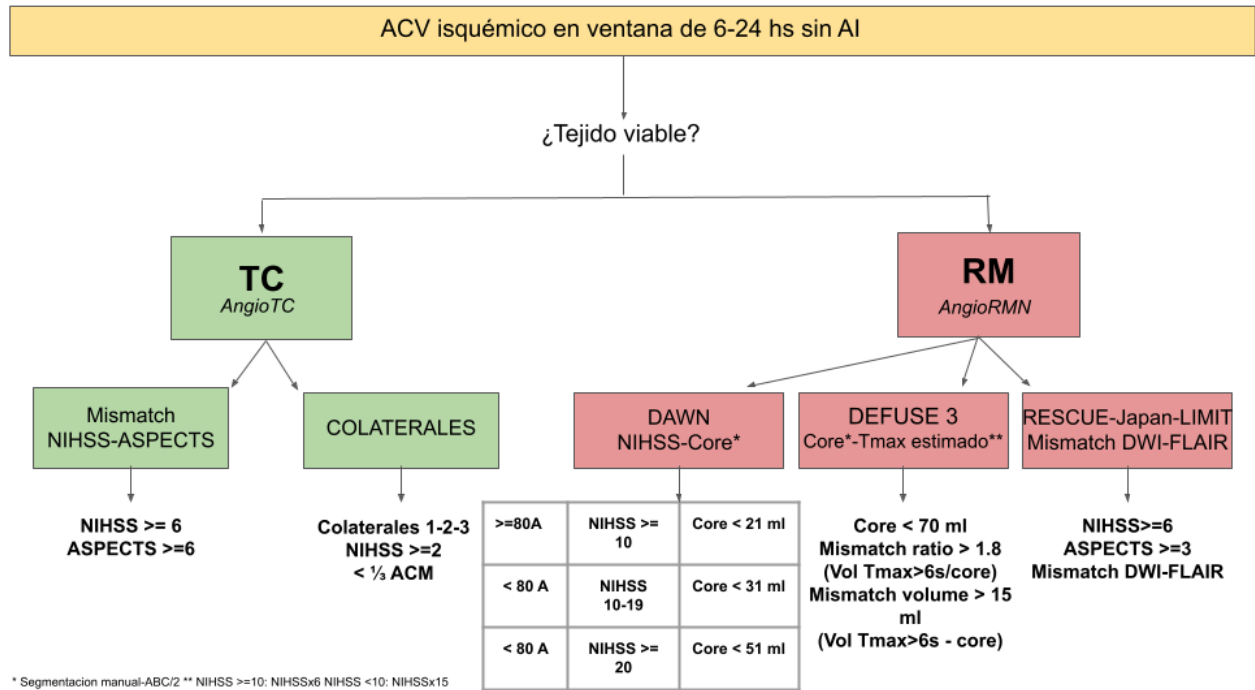 ACV isquémico en ventana de 6-24 hs sin AI
¿Tejido viable?
TC
AngioTC
RM
AngioRMN
Mismatch
NIHSS-ASPECTS
COLATERALES
DAWN
NIHSS-Core*
DEFUSE 3
Core*-Tmax estimado**
RESCUE-Japan-LIMIT
Mismatch DWI-FLAIR
NIHSS >= 6
ASPECTS >=6
Colaterales 1-2-3
NIHSS >=2
< ⅓ ACM
>=80A
NIHSS >=
10
Core < 21 ml
< 80 A
NIHSS
10-19
Core < 31 ml
< 80 A
NIHSS >=
20
Core < 51 ml
Core < 70 ml
Mismatch ratio > 1.8
(Vol Tmax>6s/core)
Mismatch volume > 15
ml
(Vol Tmax>6s - core)
NIHSS>=6
ASPECTS >=3
Mismatch DWI-FLAIR
* Segmentacion manual-ABC/2 ** NIHSS >=10: NIHSSx6 NIHSS <10: NIHSSx15